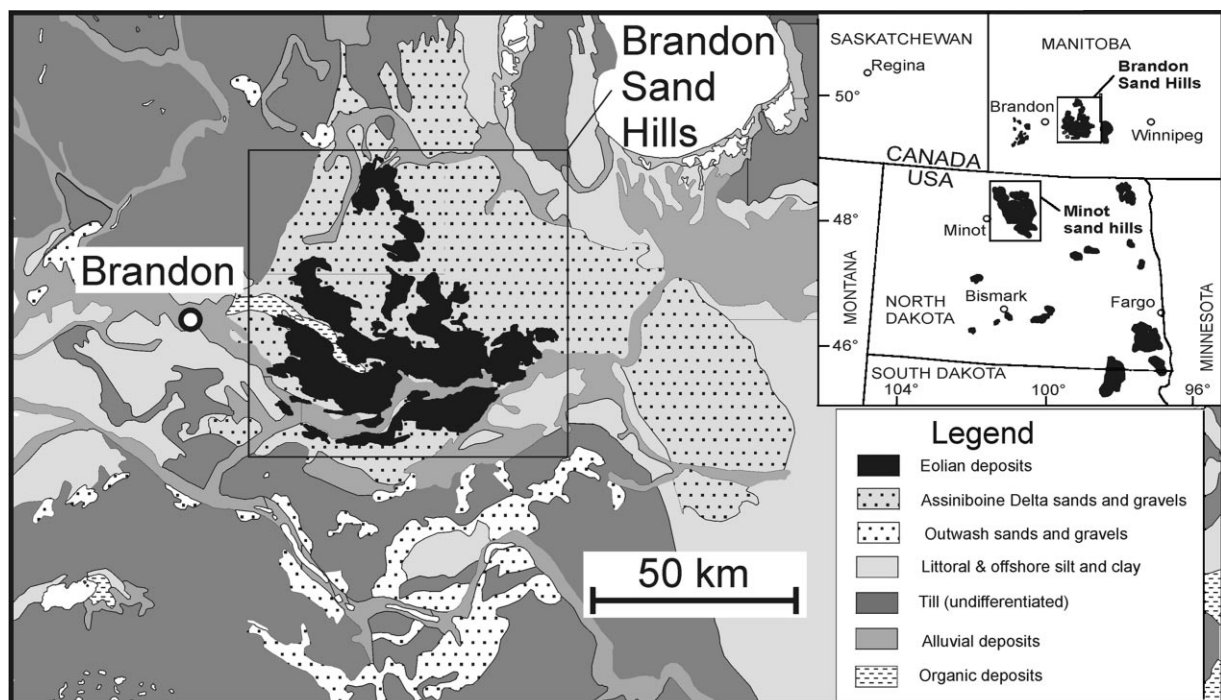 Brandon
Sand
Hills
Brandon
50 km
SASKATCHEWAN
Regina
MANITOBA
Brandon
Sand Hills
Brandon
Winnipeg
50°
CANADA
USA
48°
Minot
Minot
sand hills
MONTANA
NORTH
DAKOTA
Bismark
Fargo
MINNESOTA
46°
SOUTH DAKOTA
104°
100°
96°
Legend
Eolian deposits
Assiniboine Delta sands and gravels
Outwash sands and gravels
Littoral & offshore silt and clay
Till (undifferentiated)
Alluvial deposits
Organic deposits